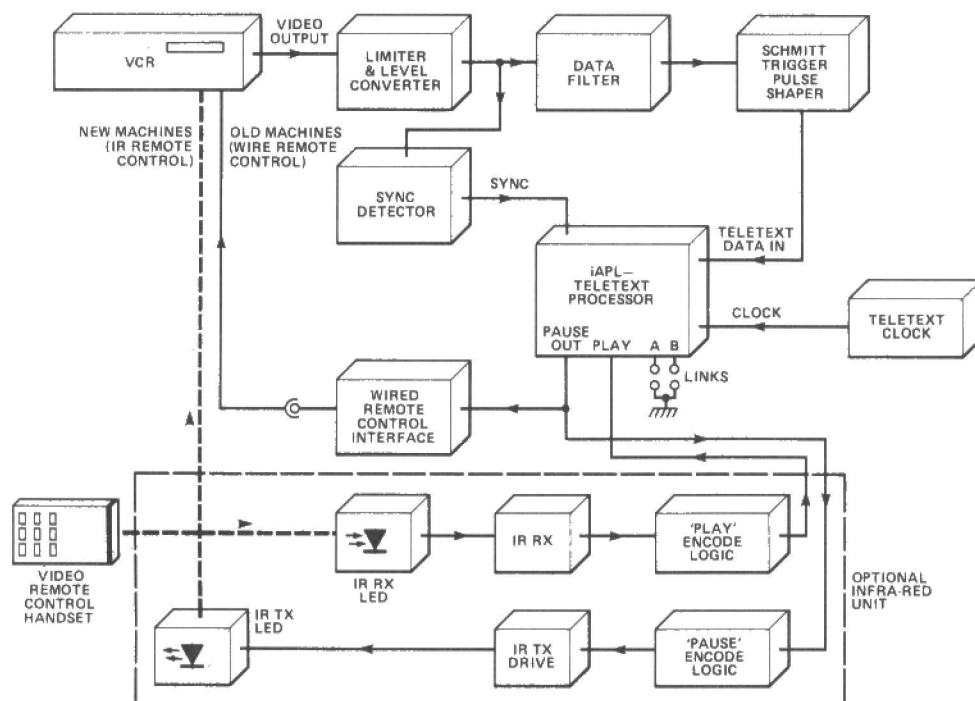 VCR
VIDEO
OUTPUT
LIMITER
& LEVEL
CONVERTER
DATA
FILTER
SCHMITT
TRIGGER
PULSE
SHAPER
NEW MACHINES
(IR REMOTE
CONTROL)
OLD MACHINES
(WIRE REMOTE
CONTROL)
SYNC
DETECTOR
SYNC
TELETEXT
DATA IN
iAPL–
TELETEXT
PROCESSOR
PAUSE
OUT
PLAY
A
B
LINKS
CLOCK
TELETEXT
CLOCK
WIRED
REMOTE
CONTROL
INTERFACE
VIDEO
REMOTE
CONTROL
HANDSET
IR RX
LED
IR RX
'PLAY'
ENCODE
LOGIC
OPTIONAL
INFRA-RED
UNIT
IR TX
LED
IR TX
DRIVE
'PAUSE'
ENCODE
LOGIC